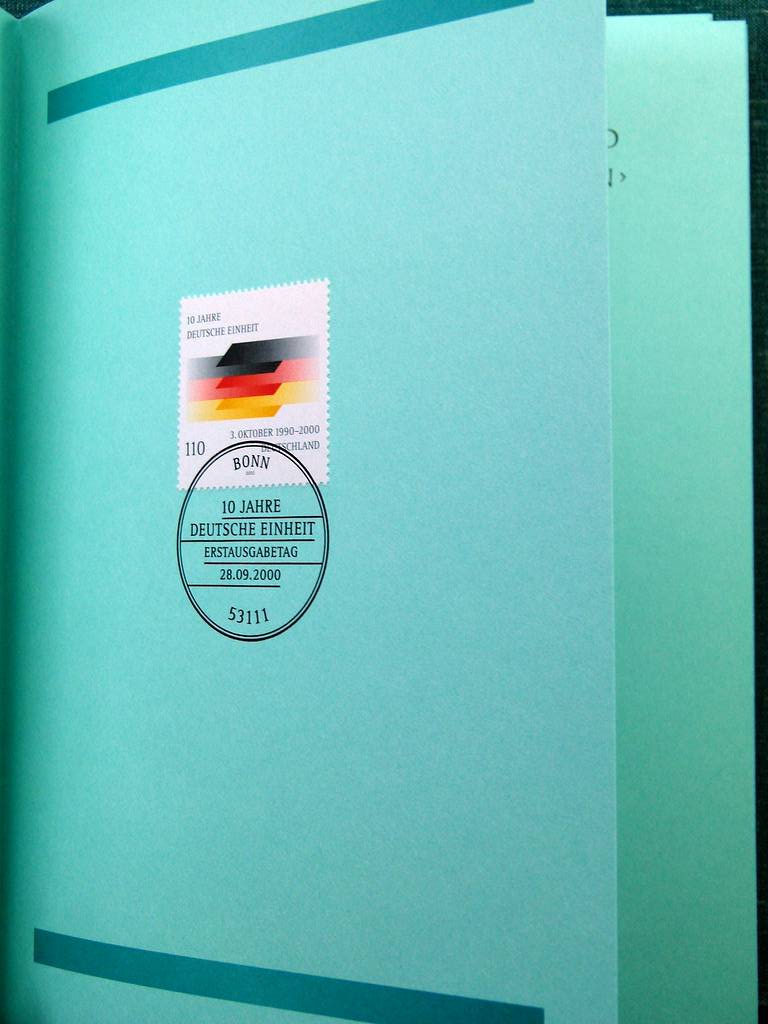 10 JAHRE
DEUTSCHE EINHEIT
3. OKTOBER 1990–2000
110
DEUTSCHLAND
BONN
10 JAHRE
DEUTSCHE EINHEIT
ERSTAUSGABETAG
28.09.2000
53111